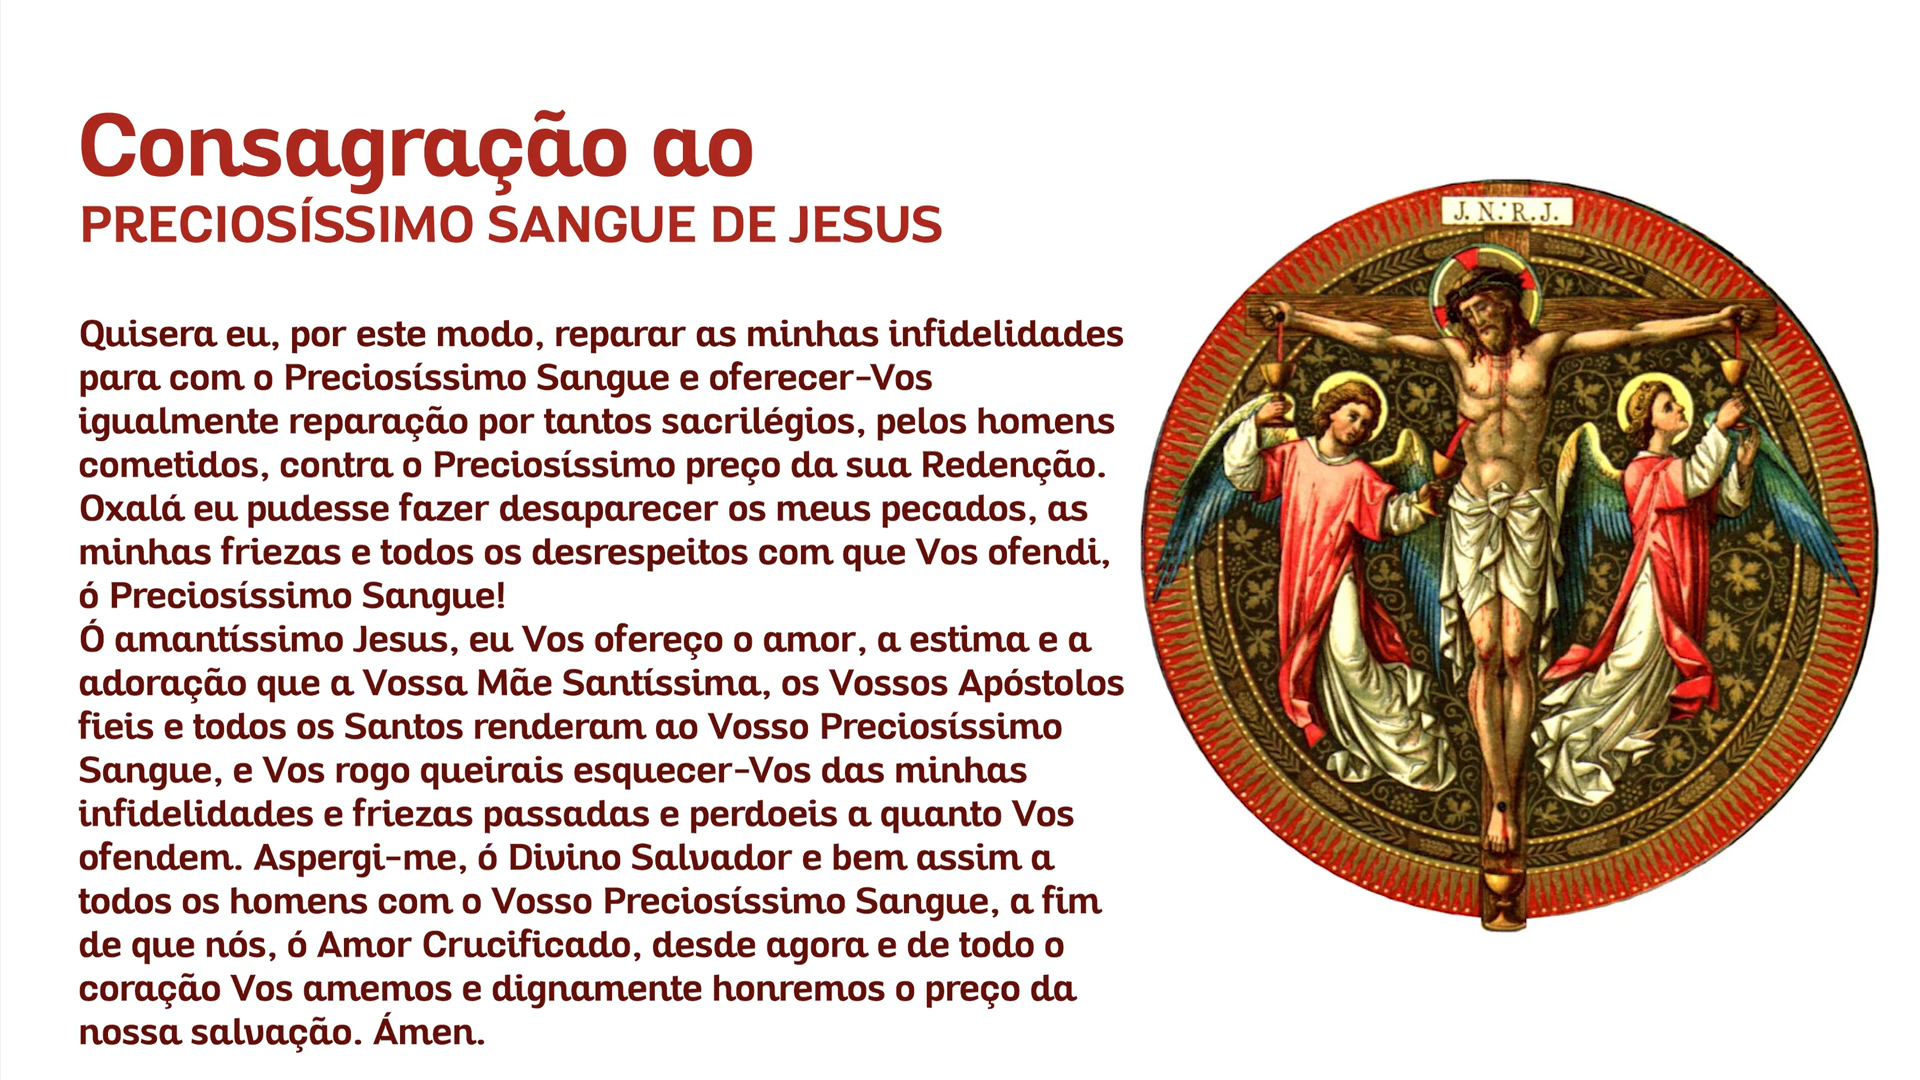 Consagração ao
PRECIOSÍSSIMO SANGUE DE JESUS
Quisera eu, por este modo, reparar as minhas infidelidades
para com o Preciosíssimo Sangue e oferecer-Vos
igualmente reparação por tantos sacrilégios, pelos homens
cometidos, contra o Preciosíssimo preço da sua Redenção.
Oxalá eu pudesse fazer desaparecer os meus pecados, as
minhas friezas e todos os desrespeitos com que Vos ofendi,
ó Preciosíssimo Sangue!
Ó amantíssimo Jesus, eu Vos ofereço o amor, a estima e a
adoração que a Vossa Mãe Santíssima, os Vossos Apóstolos
fieis e todos os Santos renderam ao Vosso Preciosíssimo
Sangue, e Vos rogo queirais esquecer-Vos das minhas
infidelidades e friezas passadas e perdoeis a quanto Vos
ofendem. Aspergi-me, ó Divino Salvador e bem assim a
todos os homens com o Vosso Preciosíssimo Sangue, a fim
de que nós, ó Amor Crucificado, desde agora e de todo o
coração Vos amemos e dignamente honremos o preço da
nossa salvação. Ámen.
J. N. R. J.